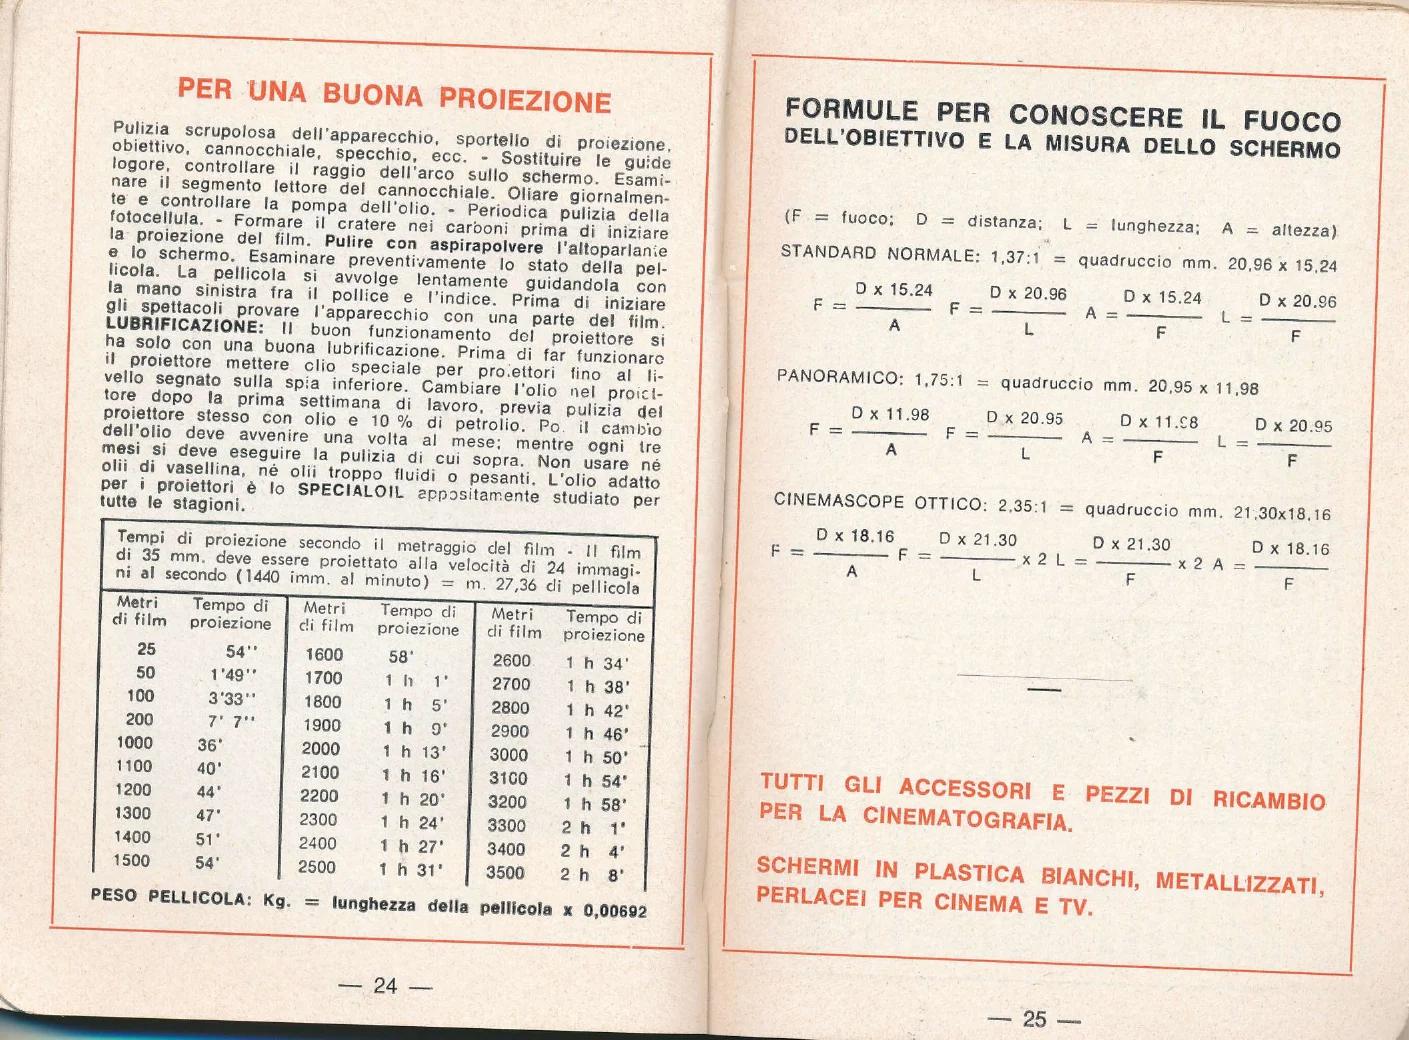 PER UNA BUONA PROIEZIONE
Pulizia scrupolosa dell'apparecchio, sportello di proiezione,
obiettivo, cannocchiale, specchio, ecc. - Sostituire le guide
logore, controllare il raggio dell'arco sullo schermo. Esami-
nare il segmento lettore del cannocchiale. Oliare giornalmen-
te e controllare la pompa dell'olio. - Periodica pulizia della
fotocellula. - Formare il cratere nei carboni prima di iniziare
la proiezione del film. Pulire con aspirapolvere l'altoparlante
e lo schermo. Esaminare preventivamente lo stato della pel-
licola. La pellicola si avvolge lentamente guidandola con
la mano sinistra fra il pollice e l'indice. Prima di iniziare
gli spettacoli provare l'apparecchio con una parte del film.
LUBRIFICAZIONE: Il buon funzionamento del proiettore si
ha solo con una buona lubrificazione. Prima di far funzionare
il proiettore mettere olio speciale per proiettori fino al li-
vello segnato sulla spia inferiore. Cambiare l'olio nel proiet-
tore dopo la prima settimana di lavoro, previa pulizia del
proiettore stesso con olio e 10 % di petrolio. Po. il cambio
dell'olio deve avvenire una volta al mese; mentre ogni tre
mesi si deve eseguire la pulizia di cui sopra. Non usare né
olii di vasellina, né olii troppo fluidi o pesanti. L'olio adatto
per i proiettori è lo SPECIALOIL appositamente studiato per
tutte le stagioni.
Tempi di proiezione secondo il metraggio del film - Il film
di 35 mm. deve essere proiettato alla velocità di 24 immagi-
ni al secondo (1440 imm. al minuto) = m. 27,36 di pellicola
Metri Tempo di Metri Tempo di Metri Tempo di
di film proiezione di film proiezione di film proiezione
25 54'' 1600 58' 2600 1 h 34'
50 1'49'' 1700 1 h 1' 2700 1 h 38'
100 3'33'' 1800 1 h 5' 2800 1 h 42'
200 7' 7'' 1900 1 h 9' 2900 1 h 46'
1000 36' 2000 1 h 13' 3000 1 h 50'
1100 40' 2100 1 h 16' 3100 1 h 54'
1200 44' 2200 1 h 20' 3200 1 h 58'
1300 47' 2300 1 h 24' 3300 2 h 1'
1400 51' 2400 1 h 27' 3400 2 h 4'
1500 54' 2500 1 h 31' 3500 2 h 8'
PESO PELLICOLA: Kg. = lunghezza della pellicola x 0,00692
— 24 —
FORMULE PER CONOSCERE IL FUOCO
DELL'OBIETTIVO E LA MISURA DELLO SCHERMO
(F = fuoco; D = distanza; L = lunghezza; A = altezza)
STANDARD NORMALE: 1,37:1 = quadruccio mm. 20,96 x 15,24
D x 15.24 D x 20.96 D x 15.24 D x 20.96
F = F = A = L =
A L F F
PANORAMICO: 1,75:1 = quadruccio mm. 20,95 x 11,98
D x 11.98 D x 20.95 D x 11.98 D x 20.95
F = F = A = L =
A L F F
CINEMASCOPE OTTICO: 2,35:1 = quadruccio mm. 21,30x18,16
D x 18.16 D x 21.30 D x 21.30 D x 18.16
F = F = x 2 L = x 2 A =
A L F F
TUTTI GLI ACCESSORI E PEZZI DI RICAMBIO
PER LA CINEMATOGRAFIA.
SCHERMI IN PLASTICA BIANCHI, METALLIZZATI,
PERLACEI PER CINEMA E TV.
— 25 —